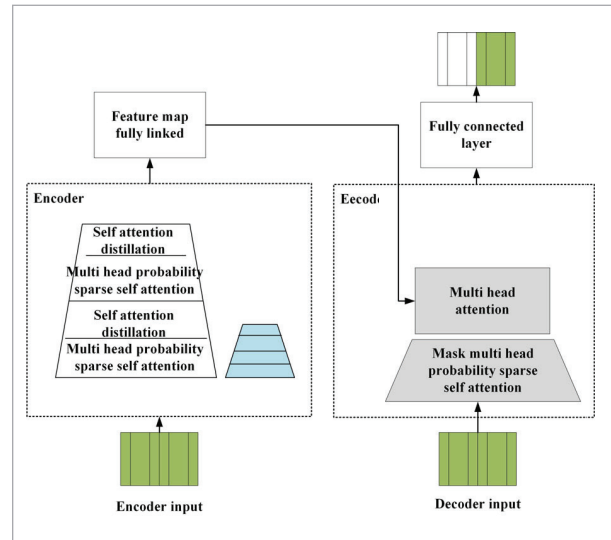 Feature map
fully linked
Fully connected
layer
Encoder
Self attention
distillation
Multi head probability
sparse self attention
Self attention
distillation
Multi head probability
sparse self attention
Eecod
Multi head
attention
Mask multi head
probability sparse
self attention
Encoder input
Decoder input